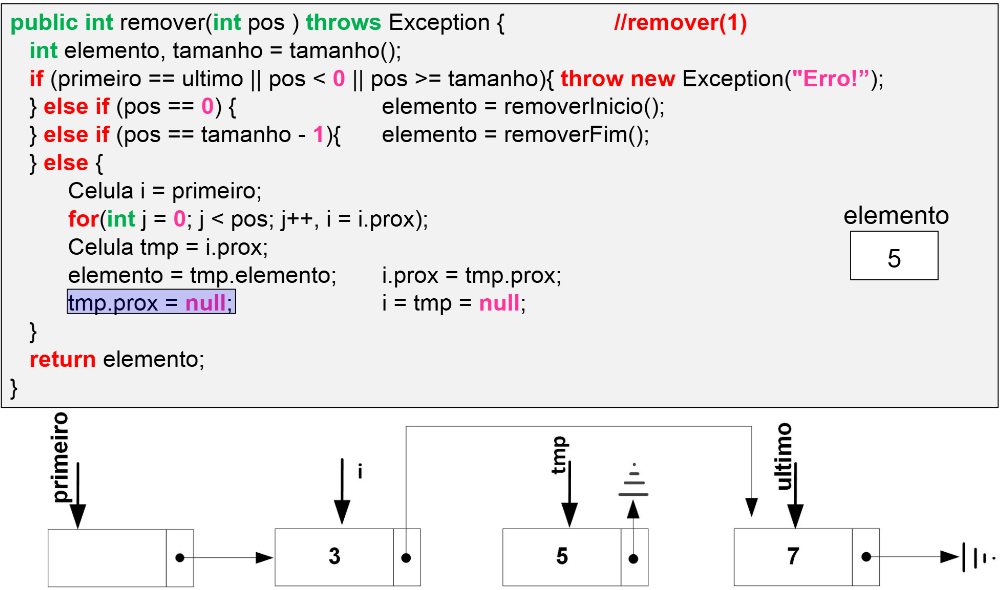 public int remover(int pos ) throws Exception { //remover(1)
int elemento, tamanho = tamanho();
if (primeiro == ultimo || pos < 0 || pos >= tamanho){ throw new Exception("Erro!”);
} else if (pos == 0) { elemento = removerInicio();
} else if (pos == tamanho - 1){ elemento = removerFim();
} else {
Celula i = primeiro;
for(int j = 0; j < pos; j++, i = i.prox);
Celula tmp = i.prox;
elemento = tmp.elemento; i.prox = tmp.prox;
tmp.prox = null; i = tmp = null;
}
return elemento;
}
elemento
5
primeiro
i
tmp
ultimo
3
5
7